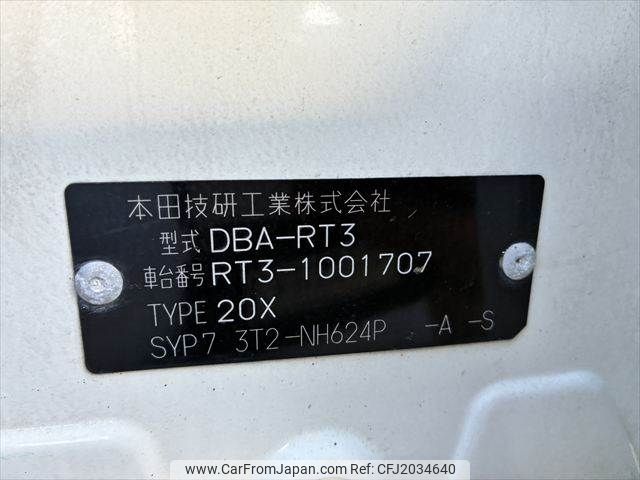 本田技研工業株式会社
型式 DBA-RT3
車台番号 RT3-1001707
TYPE 20X
SYP7 3T2-NH624P -A -S
www.CarFromJapan.com | Ref: CFJ2034640